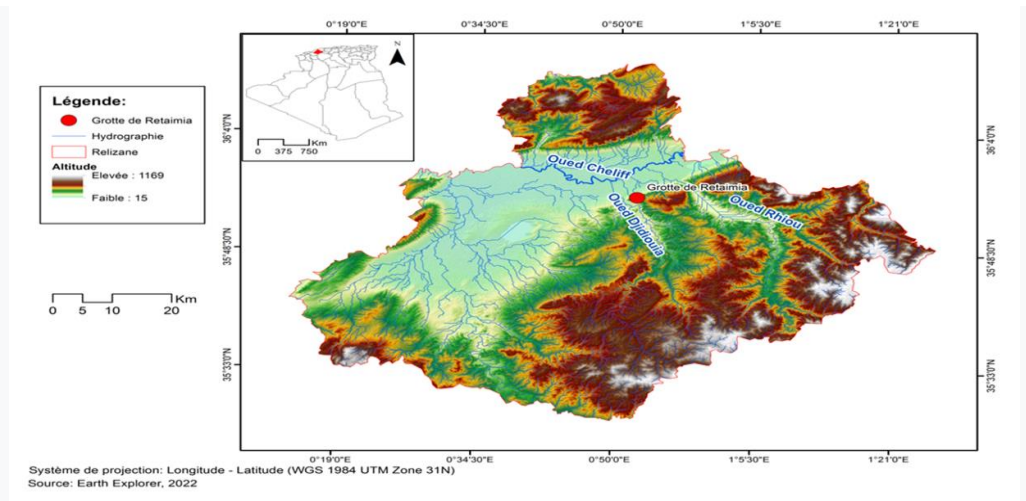 0°19'0"E 0°34'30"E 0°50'0"E 1°5'30"E 1°21'0"E
N
Km
0 375 750
Légende:
Grotte de Retaimia
Hydrographie
Relizane
Altitude
Elevée : 1169
Faible : 15
36°4'0"N
36°4'0"N
Oued Cheliff
Grotte de Retaimia
Oued Rhiou
Oued Djidiouia
35°48'30"N
35°48'30"N
Km
0 5 10 20
35°33'0"N
35°33'0"N
0°19'0"E 0°34'30"E 0°50'0"E 1°5'30"E 1°21'0"E
Système de projection: Longitude - Latitude (WGS 1984 UTM Zone 31N)
Source: Earth Explorer, 2022